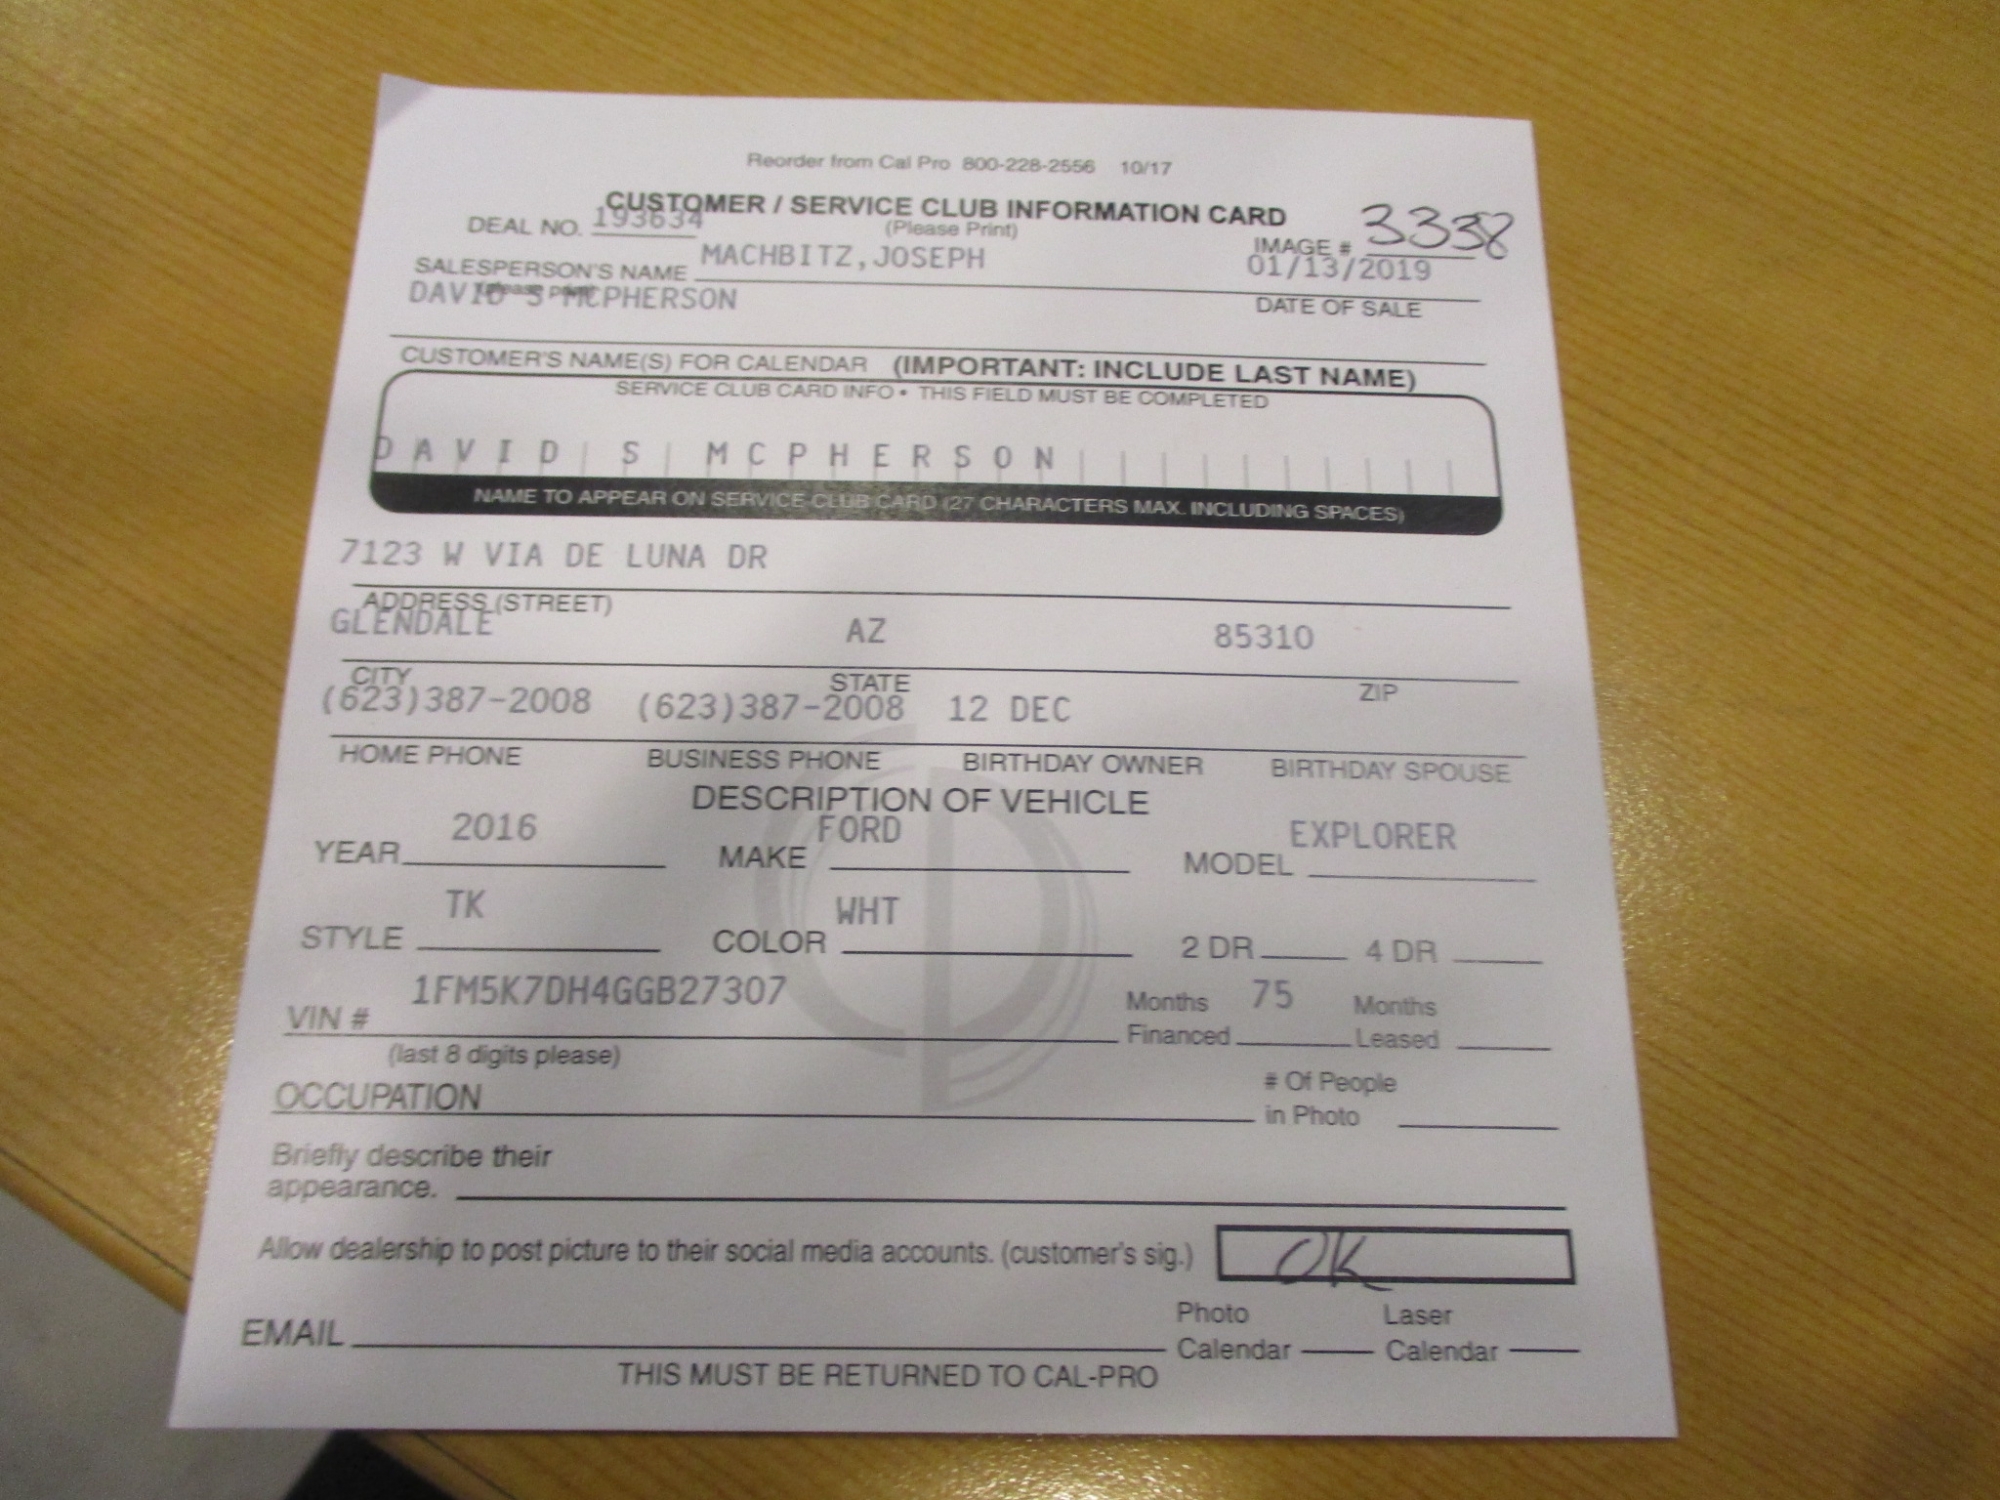 Reorder from Cal Pro 800-228-2556 10/17
CUSTOMER / SERVICE CLUB INFORMATION CARD
DEAL NO. 193634 (Please Print) IMAGE # 3338
SALESPERSON'S NAME MACHBITZ,JOSEPH 01/13/2019
(please print) DATE OF SALE
DAVID S MCPHERSON
CUSTOMER'S NAME(S) FOR CALENDAR (IMPORTANT: INCLUDE LAST NAME)
SERVICE CLUB CARD INFO • THIS FIELD MUST BE COMPLETED
DAVID S MCPHERSON
NAME TO APPEAR ON SERVICE CLUB CARD (27 CHARACTERS MAX. INCLUDING SPACES)
7123 W VIA DE LUNA DR
ADDRESS (STREET)
GLENDALE AZ 85310
CITY STATE ZIP
(623)387-2008 (623)387-2008 12 DEC
HOME PHONE BUSINESS PHONE BIRTHDAY OWNER BIRTHDAY SPOUSE
DESCRIPTION OF VEHICLE
YEAR 2016 MAKE FORD MODEL EXPLORER
STYLE TK COLOR WHT 2 DR 4 DR
VIN # 1FM5K7DH4GGB27307 Months Financed 75 Months Leased
(last 8 digits please)
OCCUPATION # Of People in Photo
Briefly describe their
appearance.
Allow dealership to post picture to their social media accounts. (customer's sig.) OK
EMAIL Photo Calendar Laser Calendar
THIS MUST BE RETURNED TO CAL-PRO